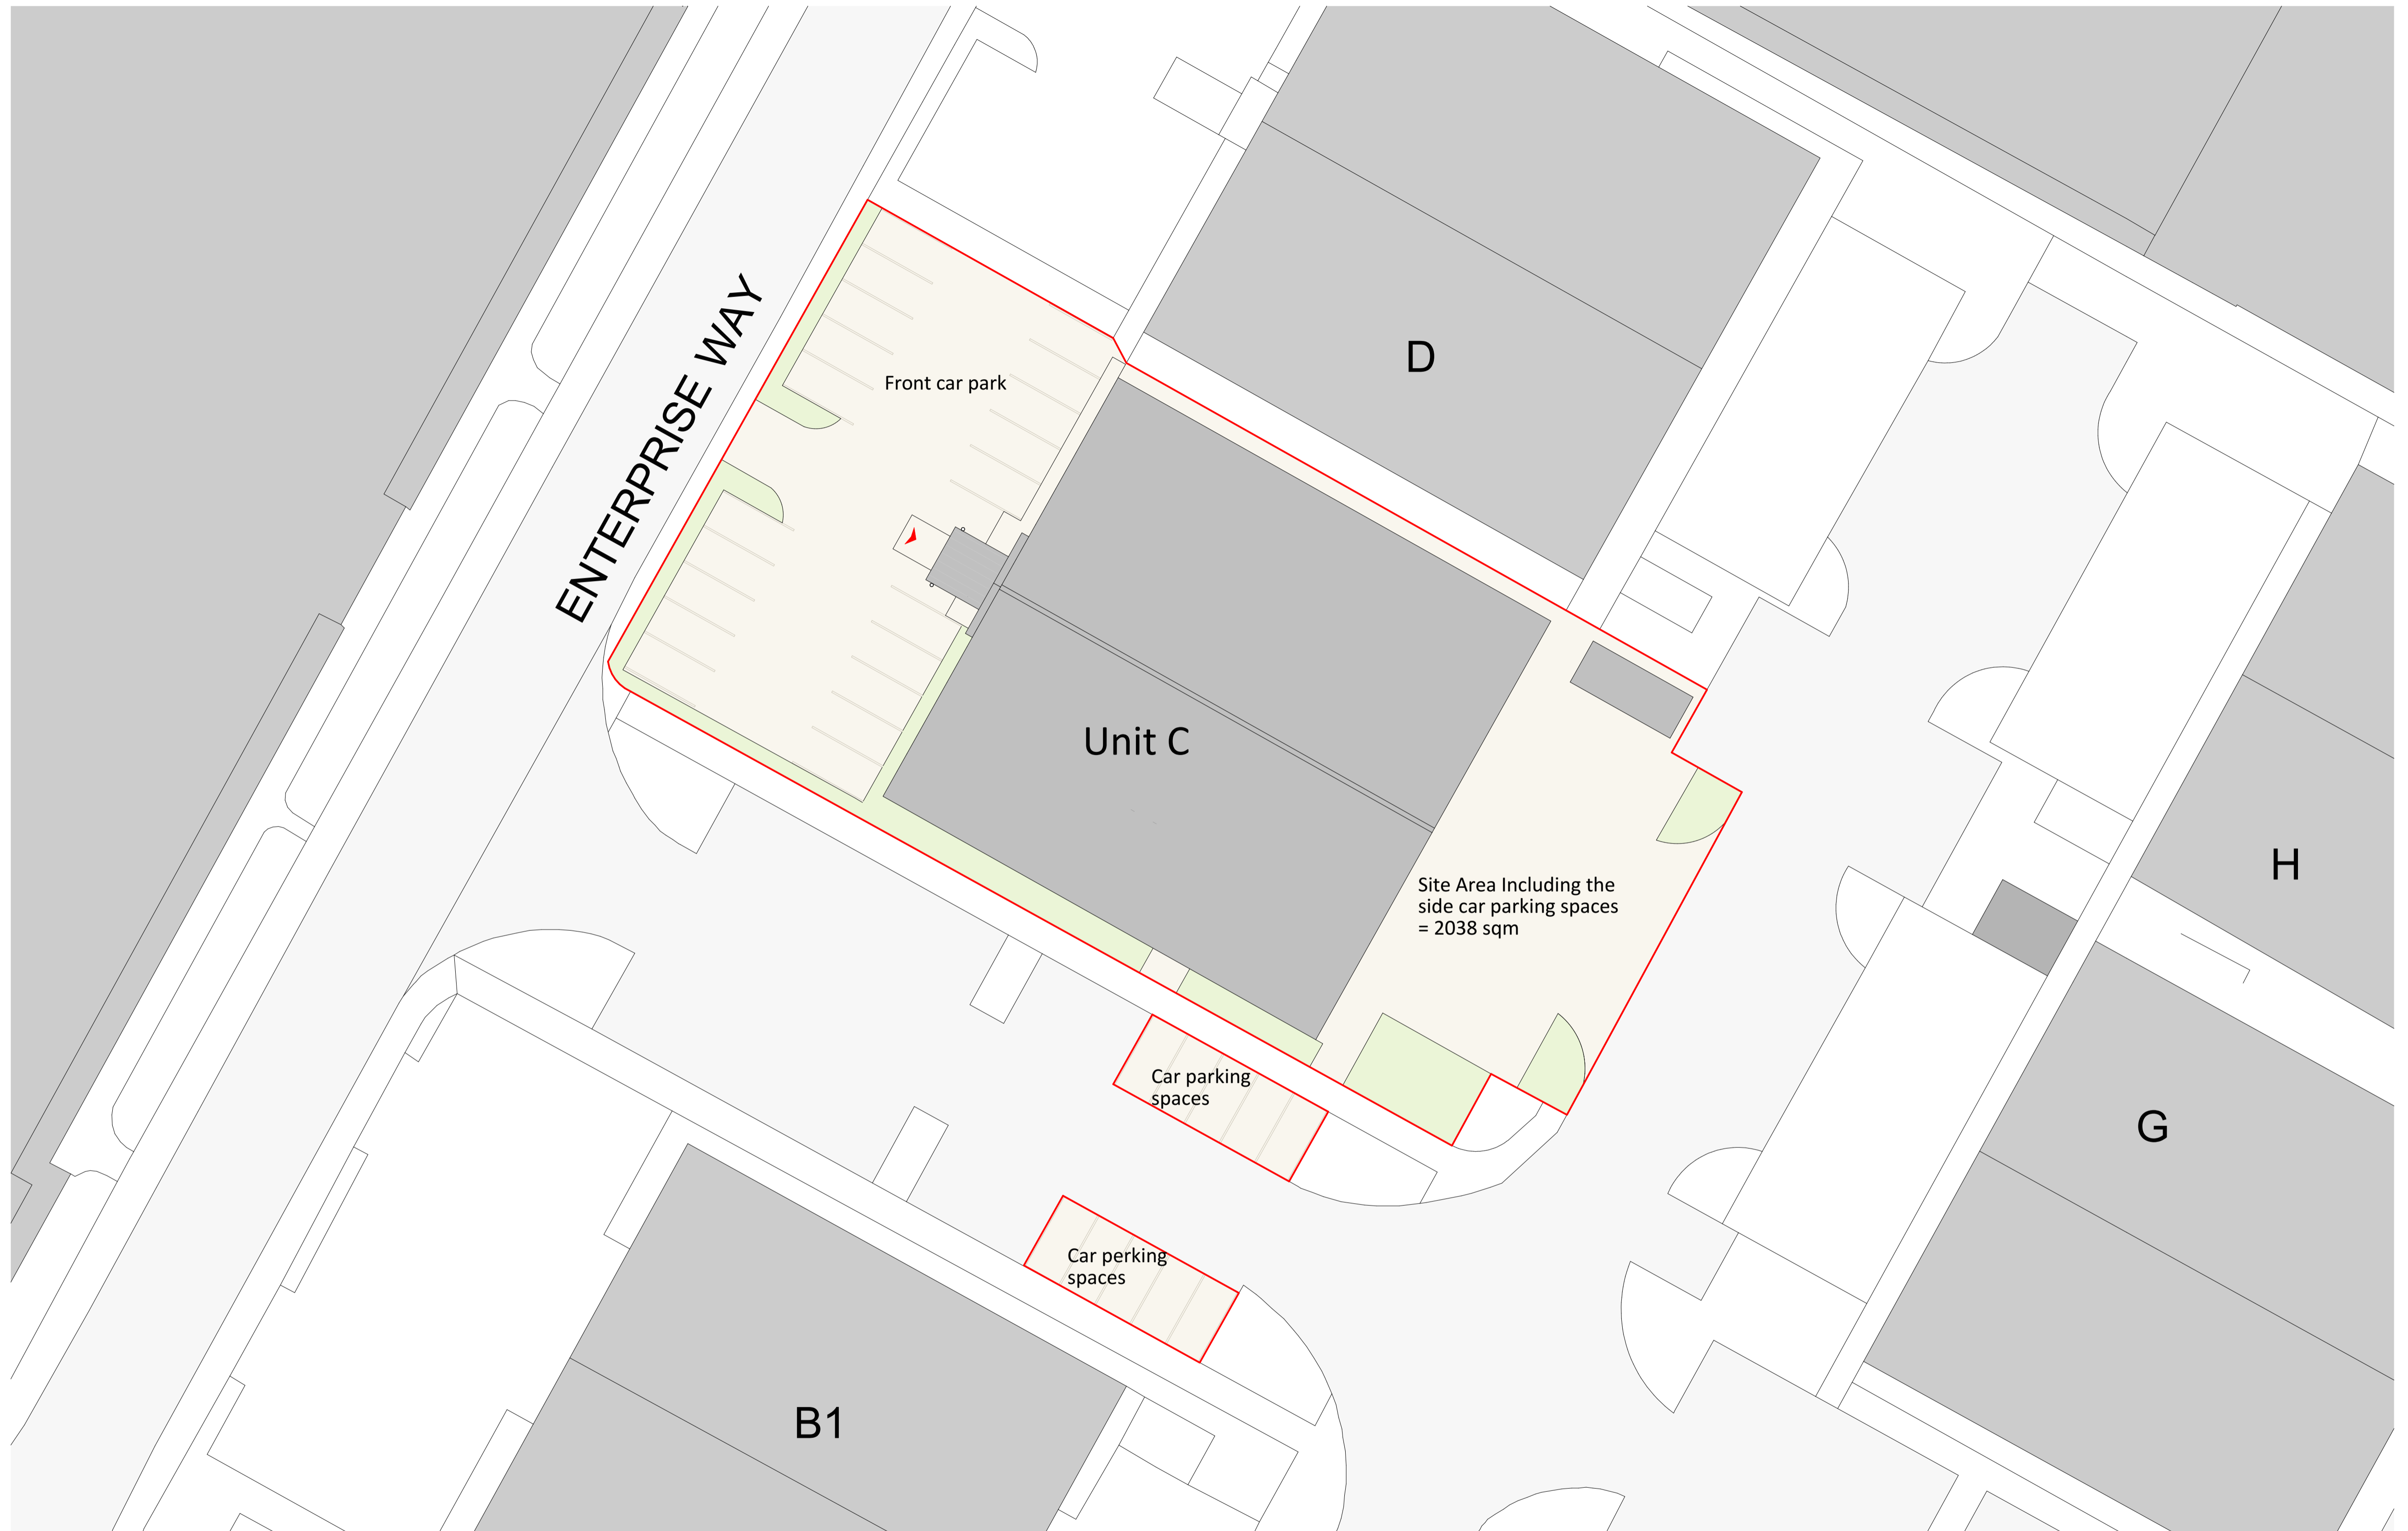 D
ENTERPRISE WAY
Front car park
Unit C
H
Site Area Including the
side car parking spaces
= 2038 sqm
Car parking
spaces
G
Car perking
spaces
B1